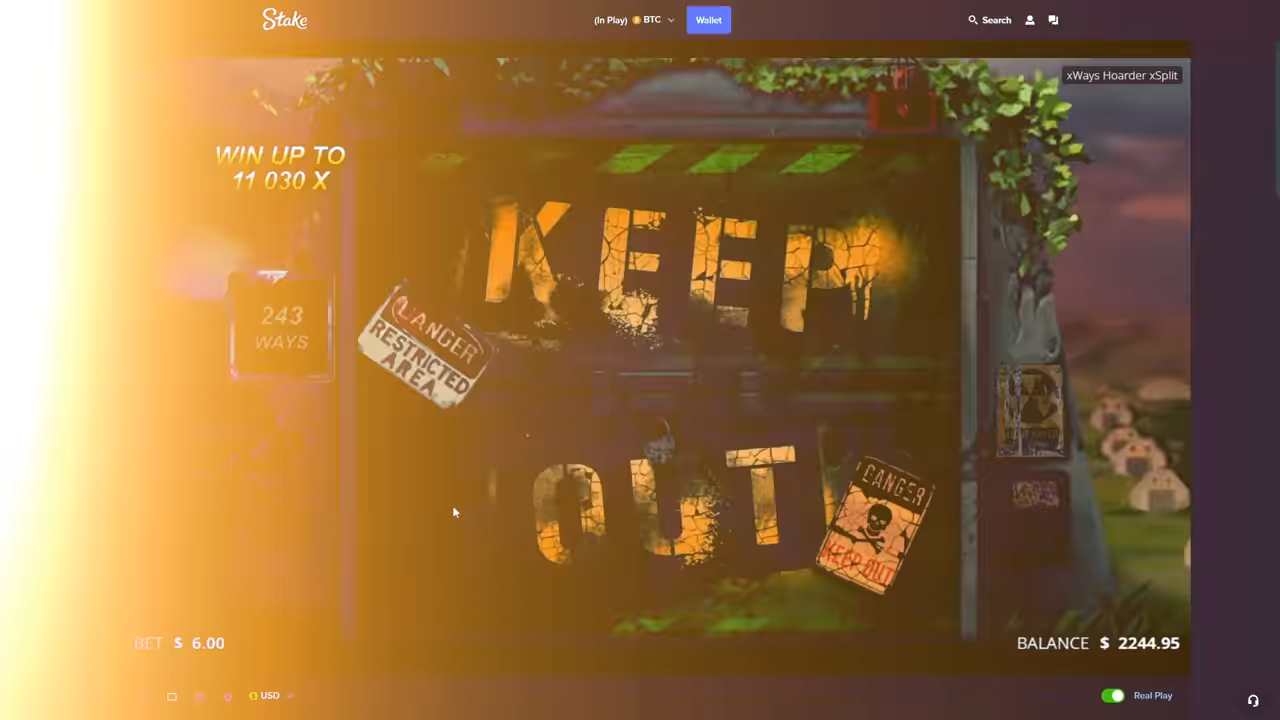 Stake
(In Play) BTC
Wallet
Search
xWays Hoarder xSplit
WIN UP TO
11 030 X
KEEP
243
WAYS
DANGER
RESTRICTED
AREA
OUT
DANGER
KEEP OUT
BET $ 6.00
BALANCE $ 2244.95
USD
Real Play